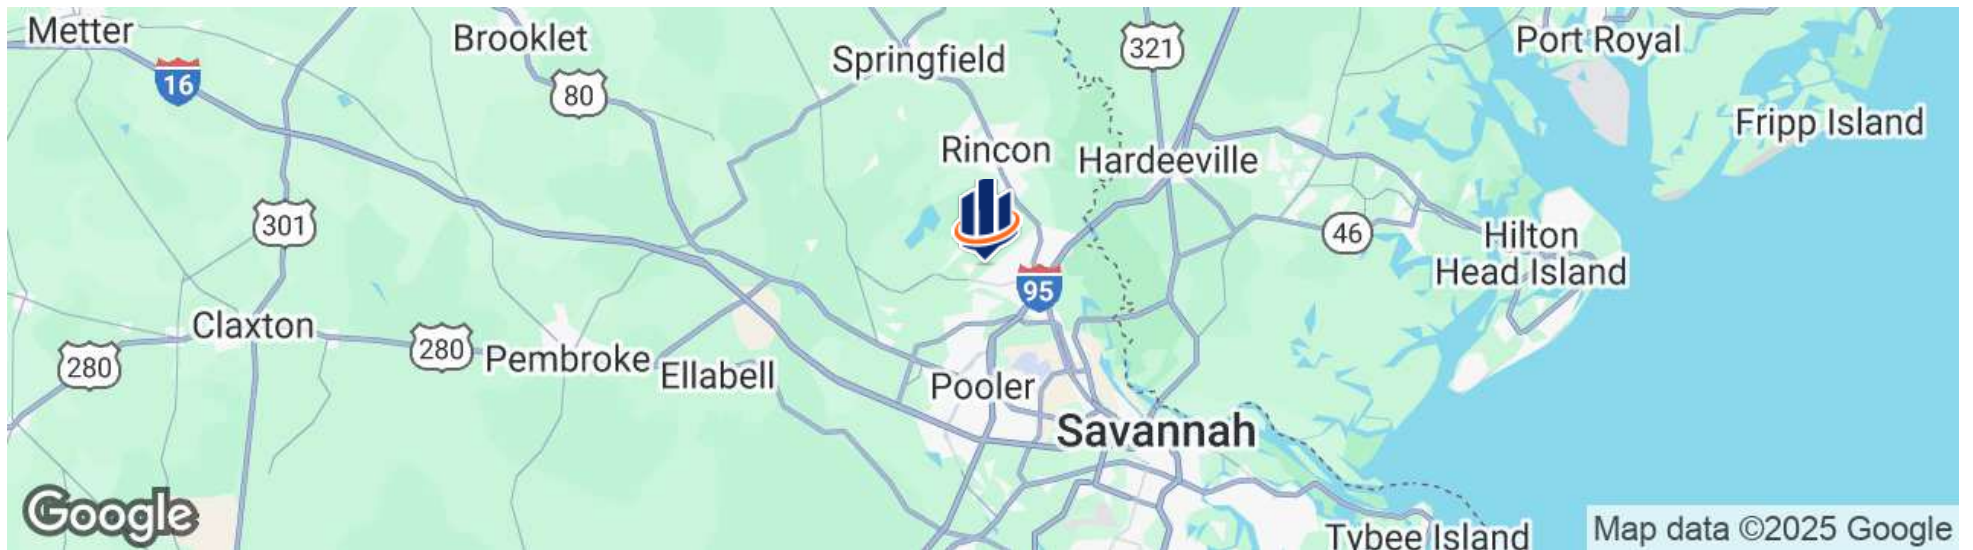 Metter
Brooklet
Springfield
321
Port Royal
16
80
Fripp Island
Rincon
Hardeeville
301
46
Hilton
Head Island
95
Claxton
280
Pembroke
280
Ellabell
Pooler
Savannah
Google
Tybee Island
Map data ©2025 Google